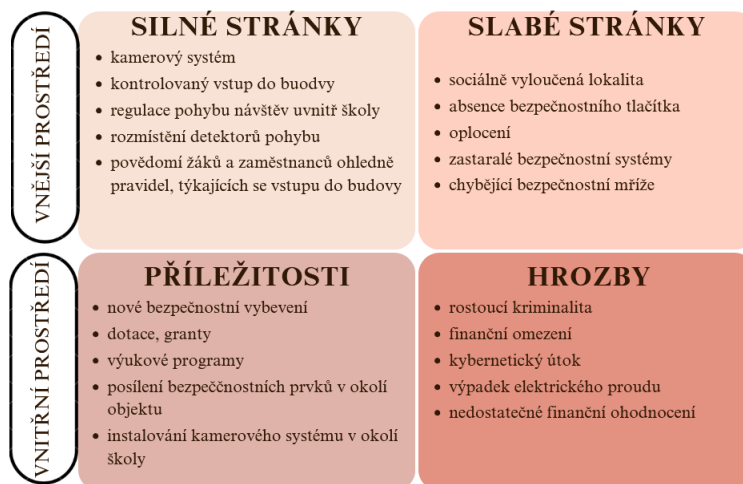 VNĚJŠÍ PROSTŘEDÍ
SILNÉ STRÁNKY
kamerový systém
kontrolovaný vstup do buodvy
regulace pohybu návštěv uvnitř školy
rozmístění detektorů pohybu
povědomí žáků a zaměstnanců ohledně
pravidel, týkajících se vstupu do budovy
SLABÉ STRÁNKY
sociálně vyloučená lokalita
absence bezpečnostního tlačítka
oplocení
zastaralé bezpečnostní systémy
chybějící bezpečnostní mříže
VNITŘNÍ PROSTŘEDÍ
PŘÍLEŽITOSTI
nové bezpečnostní vybevení
dotace, granty
výukové programy
posílení bezpeččnostních prvků v okolí
objektu
instalování kamerového systému v okolí
školy
HROZBY
rostoucí kriminalita
finanční omezení
kybernetický útok
výpadek elektrického proudu
nedostatečné finanční ohodnocení